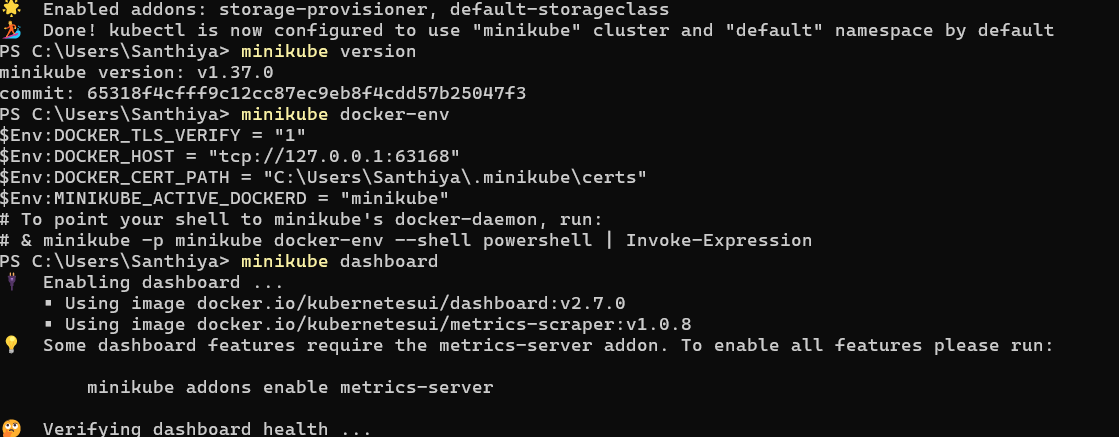 🌟  Enabled addons: storage-provisioner, default-storageclass
🏄  Done! kubectl is now configured to use "minikube" cluster and "default" namespace by default
PS C:\Users\Santhiya> minikube version
minikube version: v1.37.0
commit: 65318f4cfff9c12cc87ec9eb8f4cdd57b25047f3
PS C:\Users\Santhiya> minikube docker-env
$Env:DOCKER_TLS_VERIFY = "1"
$Env:DOCKER_HOST = "tcp://127.0.0.1:63168"
$Env:DOCKER_CERT_PATH = "C:\Users\Santhiya\.minikube\certs"
$Env:MINIKUBE_ACTIVE_DOCKERD = "minikube"
# To point your shell to minikube's docker-daemon, run:
# & minikube -p minikube docker-env --shell powershell | Invoke-Expression
PS C:\Users\Santhiya> minikube dashboard
🔌  Enabling dashboard ...
    ▪ Using image docker.io/kubernetesui/dashboard:v2.7.0
    ▪ Using image docker.io/kubernetesui/metrics-scraper:v1.0.8
💡  Some dashboard features require the metrics-server addon. To enable all features please run:
        minikube addons enable metrics-server
🤔  Verifying dashboard health ...